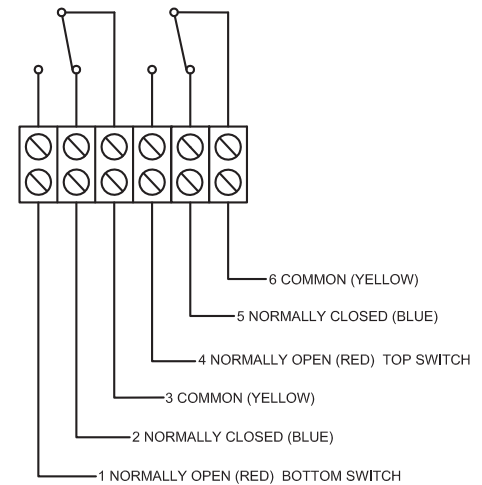 6 COMMON (YELLOW)
5 NORMALLY CLOSED (BLUE)
4 NORMALLY OPEN (RED) TOP SWITCH
3 COMMON (YELLOW)
2 NORMALLY CLOSED (BLUE)
1 NORMALLY OPEN (RED) BOTTOM SWITCH